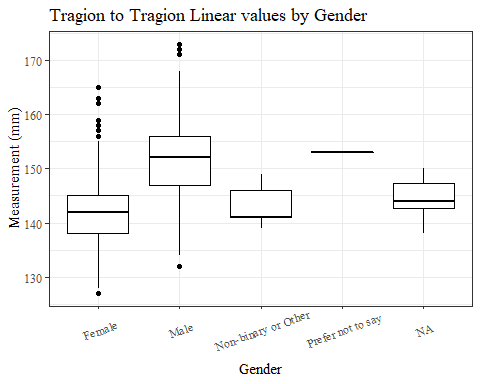 Tragion to Tragion Linear values by Gender
Measurement (mm)
170
160
150
140
130
Female
Male
Non-binary or Other
Prefer not to say
NA
Gender